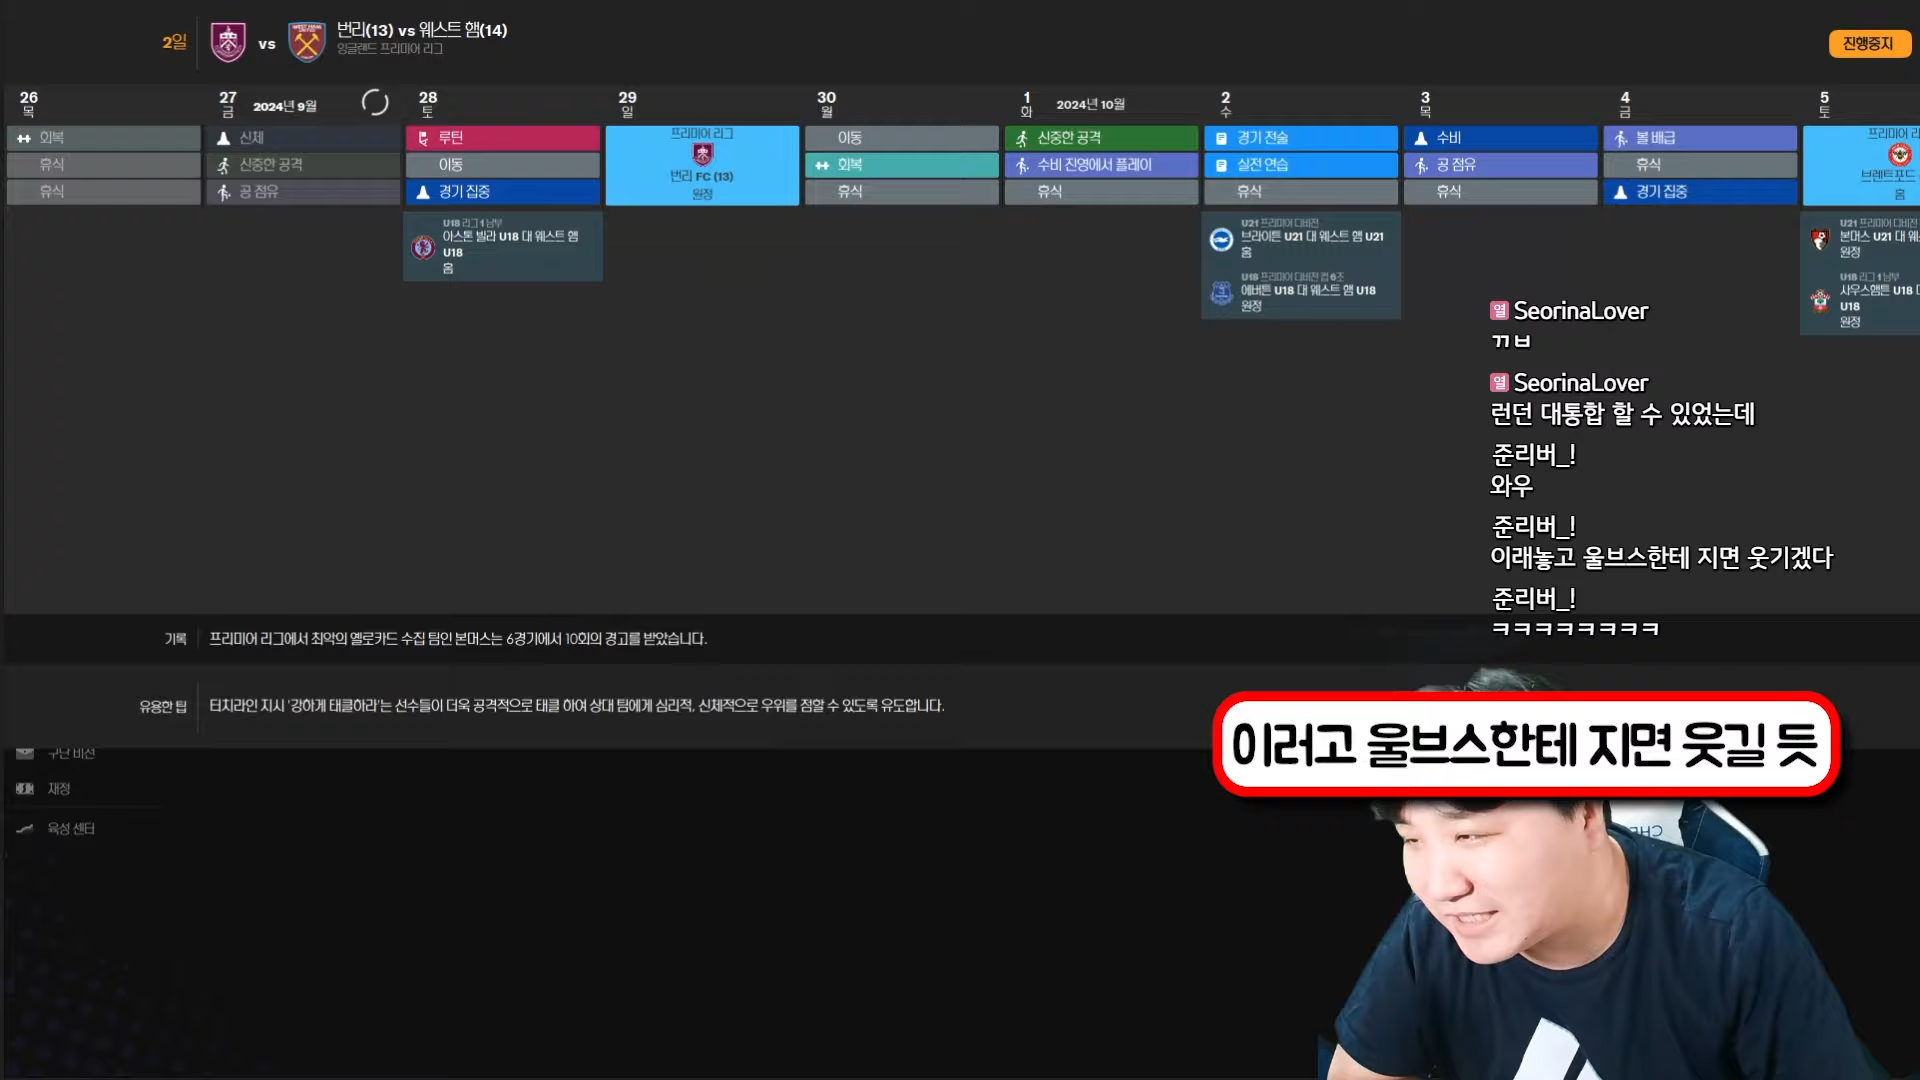 2일
vs
번리(13) vs 웨스트 햄(14)
잉글랜드 프리미어 리그
진행중지
26
목
27
금
2024년 9월
28
토
29
일
30
월
1
화
2024년 10월
2
수
3
목
4
금
5
토
회복
휴식
휴식
신체
신중한 공격
공 점유
루틴
이동
경기 집중
프리미어 리그
번리 FC (13)
원정
이동
회복
휴식
신중한 공격
수비 진영에서 플레이
휴식
경기 전술
실전 연습
휴식
수비
공 점유
휴식
볼 배급
휴식
경기 집중
프리미어 리
브렌트포드
홈
U18 리그 1 남부
아스톤 빌라 U18 대 웨스트 햄
U18
홈
U21 프리미어 디비전
브라이튼 U21 대 웨스트 햄 U21
홈
U18 프리미어 디비전 컵 6조
에버튼 U18 대 웨스트 햄 U18
원정
U21 프리미어 디비전
본머스 U21 대 웨
원정
U18 리그 1 남부
사우스햄튼 U18 대
U18
원정
열 SeorinaLover
ㄲㅂ
열 SeorinaLover
런던 대통합 할 수 있었는데
준리버_!
와우
준리버_!
이래놓고 울브스한테 지면 웃기겠다
준리버_!
ㅋㅋㅋㅋㅋㅋㅋㅋ
기록
프리미어 리그에서 최악의 옐로카드 수집 팀인 본머스는 6경기에서 10회의 경고를 받았습니다.
유용한 팁
터치라인 지시 '강하게 태클하라'는 선수들이 더욱 공격적으로 태클 하여 상대 팀에게 심리적, 신체적으로 우위를 점할 수 있도록 유도합니다.
구단 비전
재정
육성 센터
이러고 울브스한테 지면 웃길 듯